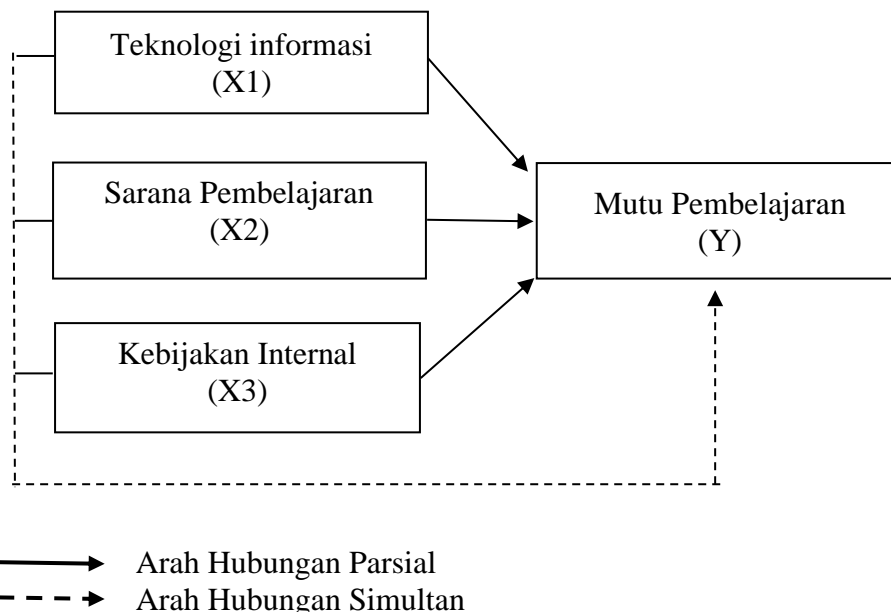 Teknologi informasi
(X1)
Sarana Pembelajaran
(X2)
Mutu Pembelajaran
(Y)
Kebijakan Internal
(X3)
Arah Hubungan Parsial
Arah Hubungan Simultan